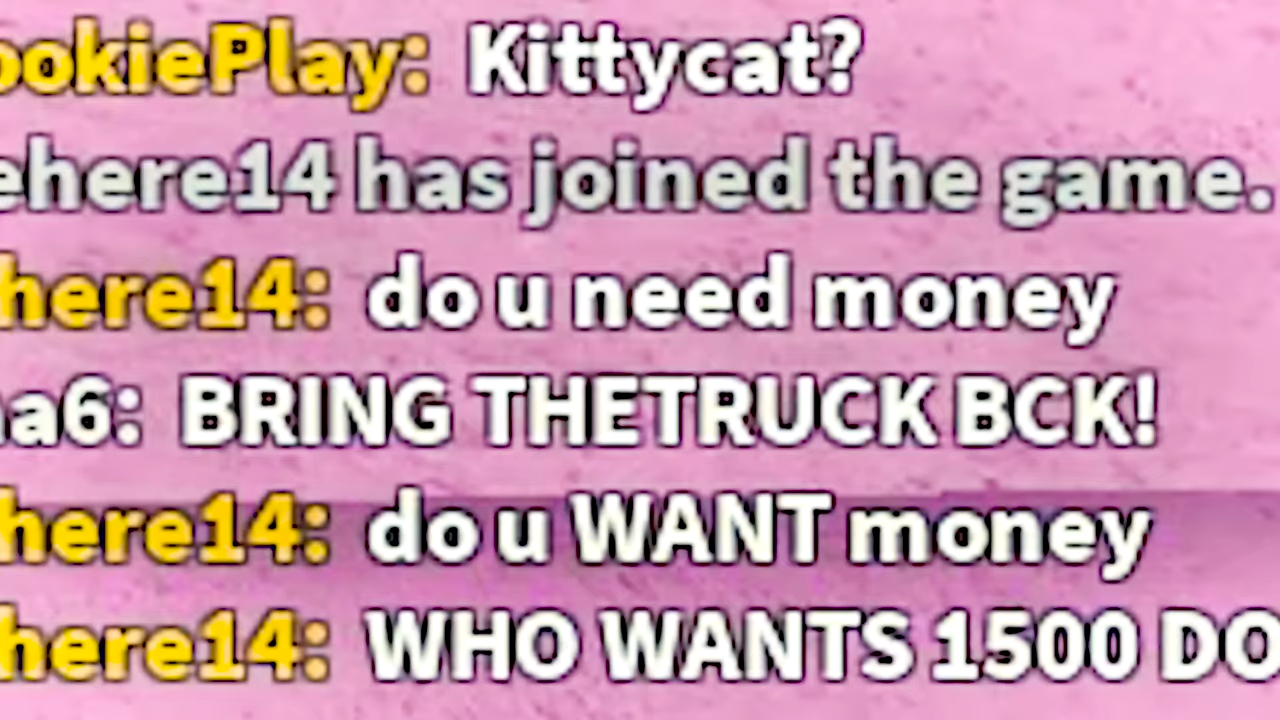 ookiePlay: Kittycat?
ehere14 has joined the game.
here14: do u need money
aa6: BRING THETRUCK BCK!
here14: do u WANT money
here14: WHO WANTS 1500 DO